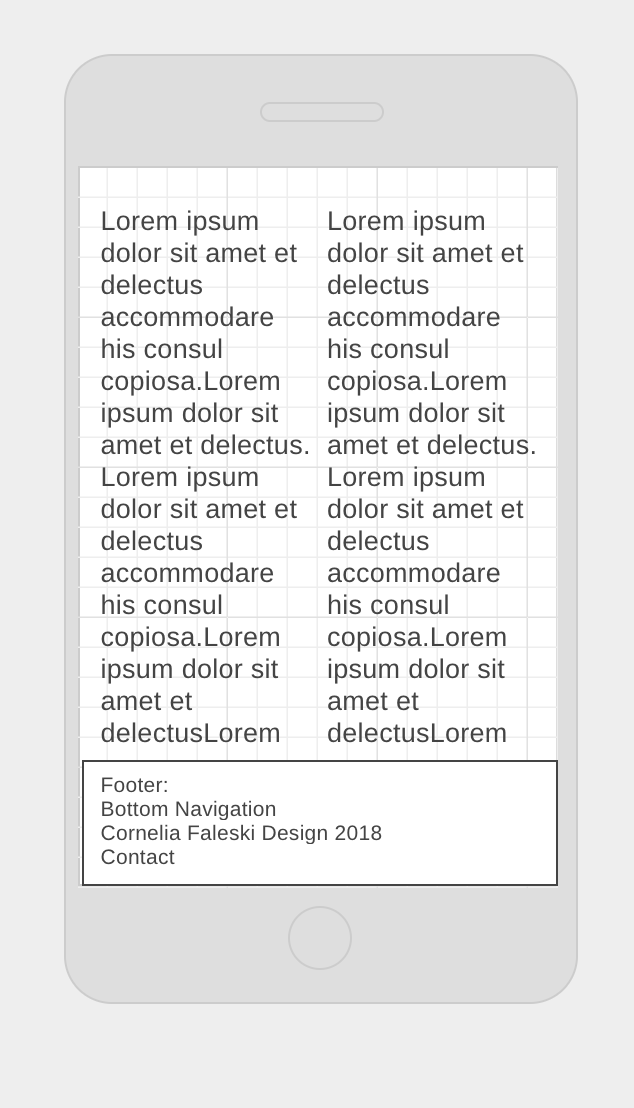 Lorem ipsum
dolor sit amet et
delectus
accommodare
his consul
copiosa.Lorem
ipsum dolor sit
amet et delectus.
Lorem ipsum
dolor sit amet et
delectus
accommodare
his consul
copiosa.Lorem
ipsum dolor sit
amet et
delectusLorem
Lorem ipsum
dolor sit amet et
delectus
accommodare
his consul
copiosa.Lorem
ipsum dolor sit
amet et delectus.
Lorem ipsum
dolor sit amet et
delectus
accommodare
his consul
copiosa.Lorem
ipsum dolor sit
amet et
delectusLorem
Footer:
Bottom Navigation
Cornelia Faleski Design 2018
Contact